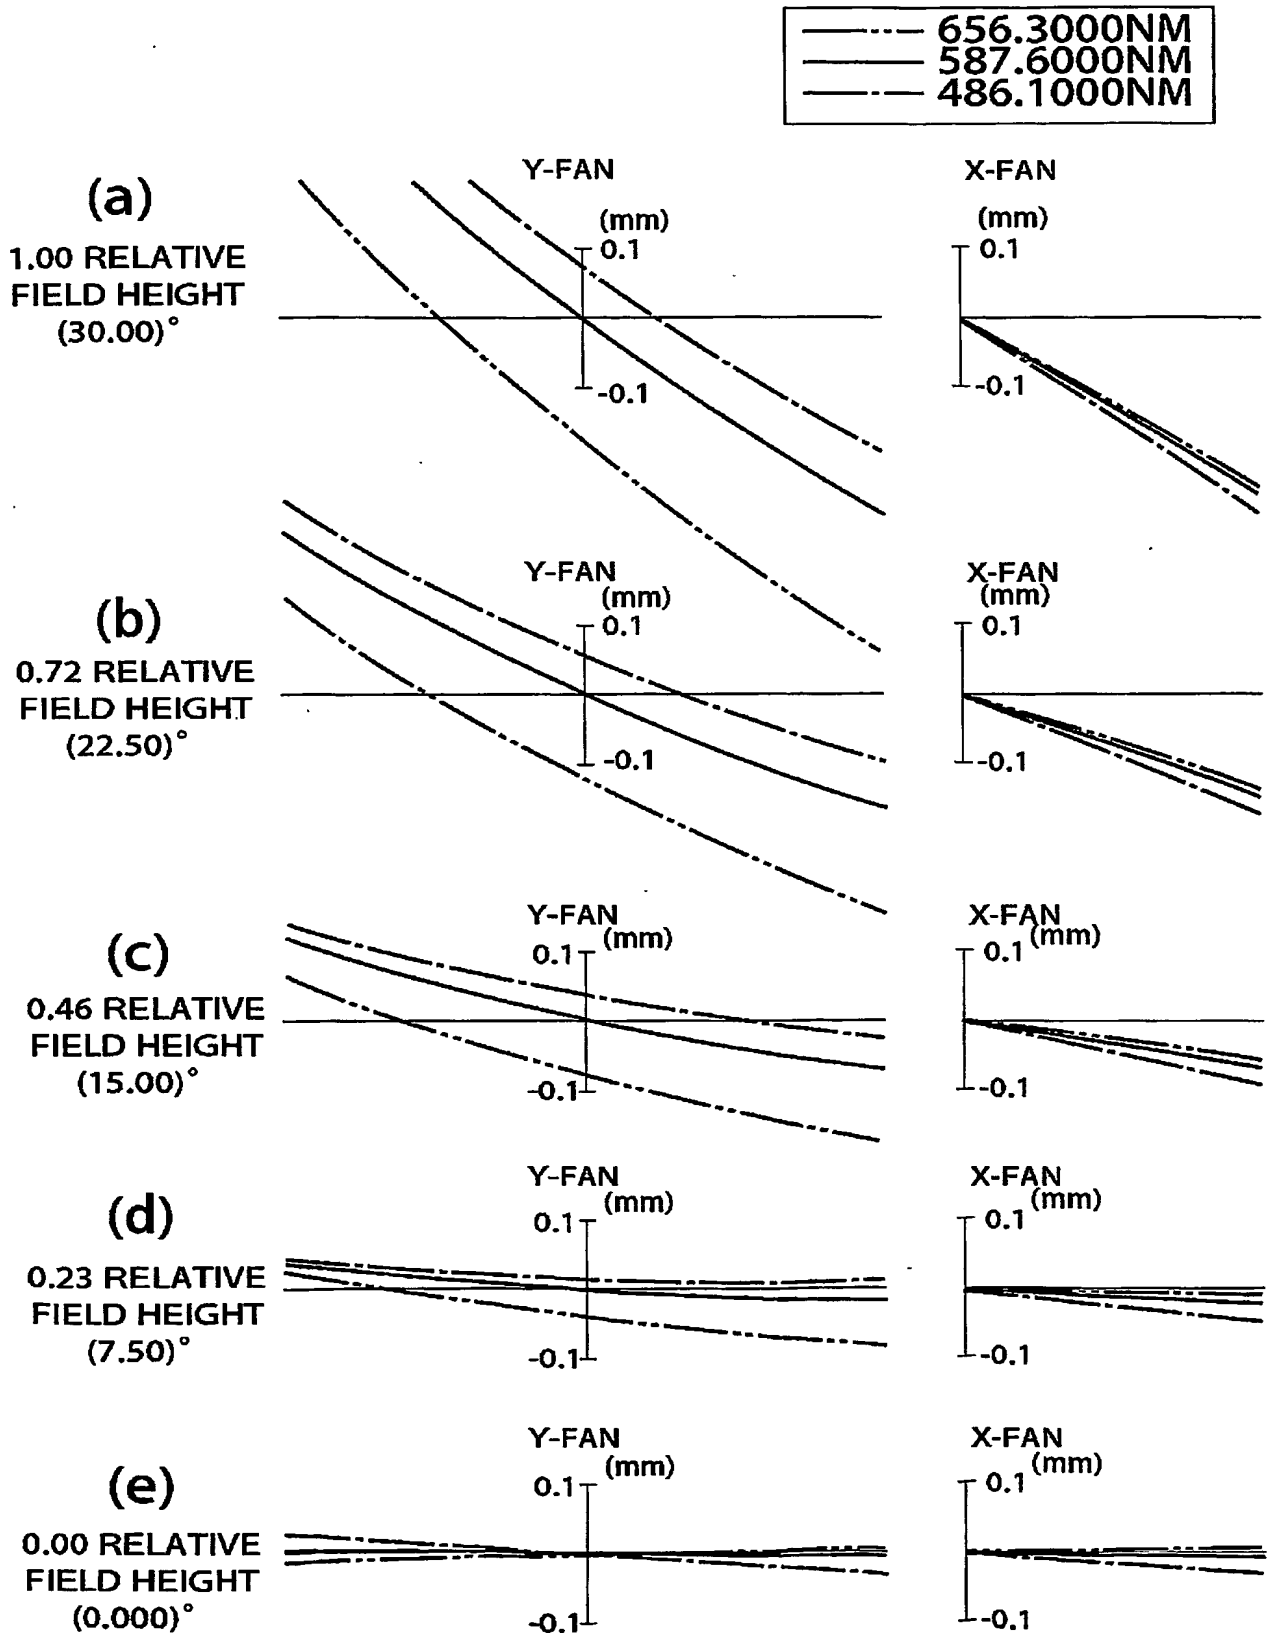 656.3000NM
587.6000NM
486.1000NM
(a)
1.00 RELATIVE
FIELD HEIGHT
(30.00)°
Y-FAN
(mm)
0.1
-0.1
X-FAN
(mm)
0.1
-0.1
(b)
0.72 RELATIVE
FIELD HEIGHT
(22.50)°
Y-FAN
(mm)
0.1
-0.1
X-FAN
(mm)
0.1
-0.1
(c)
0.46 RELATIVE
FIELD HEIGHT
(15.00)°
Y-FAN
(mm)
0.1
-0.1
X-FAN
(mm)
0.1
-0.1
(d)
0.23 RELATIVE
FIELD HEIGHT
(7.50)°
Y-FAN
(mm)
0.1
-0.1
X-FAN
(mm)
0.1
-0.1
(e)
0.00 RELATIVE
FIELD HEIGHT
(0.000)°
Y-FAN
(mm)
0.1
-0.1
X-FAN
(mm)
0.1
-0.1